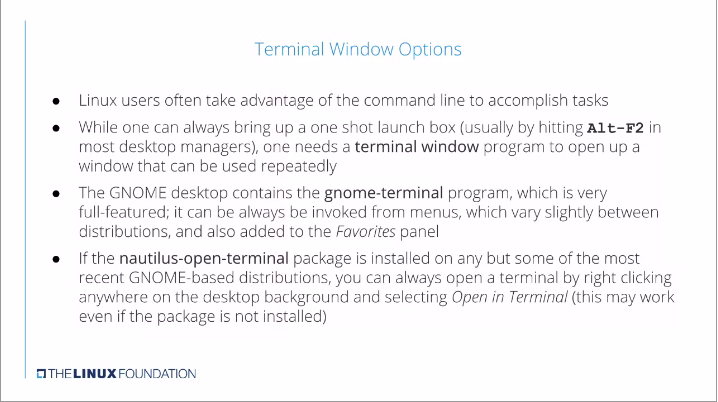 Terminal Window Options
● Linux users often take advantage of the command line to accomplish tasks
● While one can always bring up a one shot launch box (usually by hitting Alt-F2 in
most desktop managers), one needs a terminal window program to open up a
window that can be used repeatedly
● The GNOME desktop contains the gnome-terminal program, which is very
full-featured; it can be always be invoked from menus, which vary slightly between
distributions, and also added to the Favorites panel
● If the nautilus-open-terminal package is installed on any but some of the most
recent GNOME-based distributions, you can always open a terminal by right clicking
anywhere on the desktop background and selecting Open in Terminal (this may work
even if the package is not installed)
THE LINUX FOUNDATION